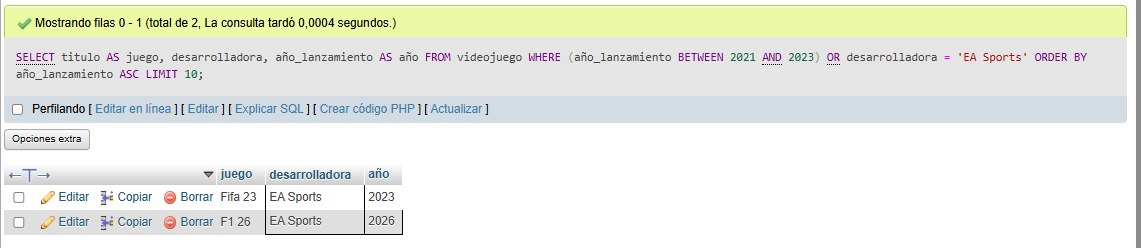 Mostrando filas 0 - 1 (total de 2, La consulta tardó 0,0004 segundos.)
SELECT titulo AS juego, desarrolladora, año_lanzamiento AS año FROM videojuego WHERE (año_lanzamiento BETWEEN 2021 AND 2023) OR desarrolladora = 'EA Sports' ORDER BY
año_lanzamiento ASC LIMIT 10;
Perfilando [ Editar en línea ] [ Editar ] [ Explicar SQL ] [ Crear código PHP ] [ Actualizar ]
Opciones extra
←T→ juego desarrolladora año
Editar Copiar Borrar Fifa 23 EA Sports 2023
Editar Copiar Borrar F1 26 EA Sports 2026